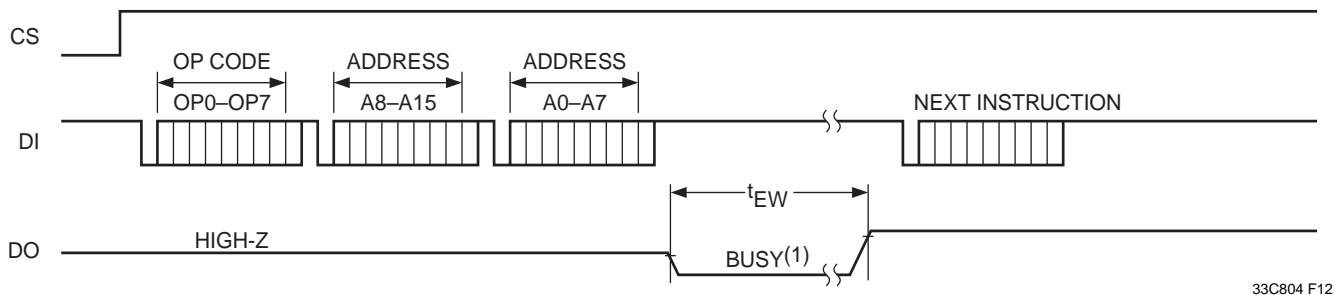 CS
OP CODE ADDRESS ADDRESS
OP0–OP7 A8–A15 A0–A7 NEXT INSTRUCTION
DI
tEW
HIGH-Z
DO
BUSY(1)
33C804 F12